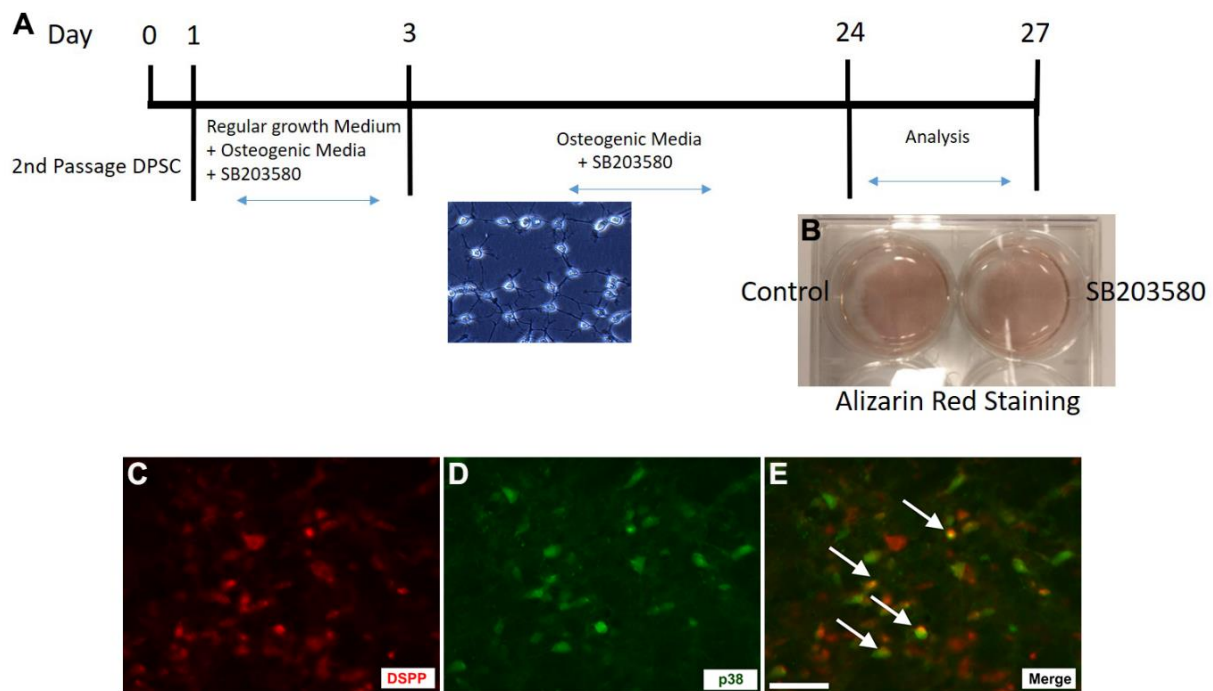 A
Day
0
1
3
24
27
2nd Passage DPSC
Regular growth Medium
+ Osteogenic Media
+ SB203580
Osteogenic Media
+ SB203580
Analysis
B
Control
SB203580
Alizarin Red Staining
C
DSPP
D
p38
E
Merge